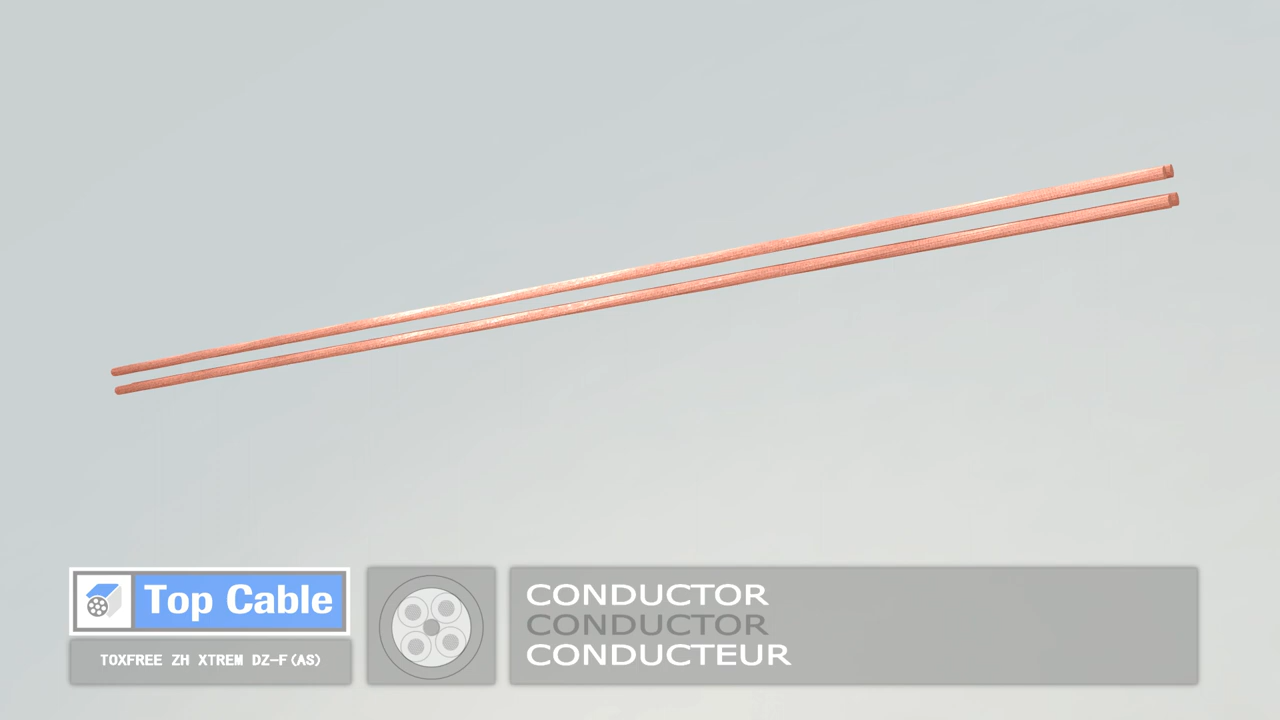 Top Cable
TOXFREE ZH XTREM DZ-F(AS)
CONDUCTOR
CONDUCTOR
CONDUCTEUR